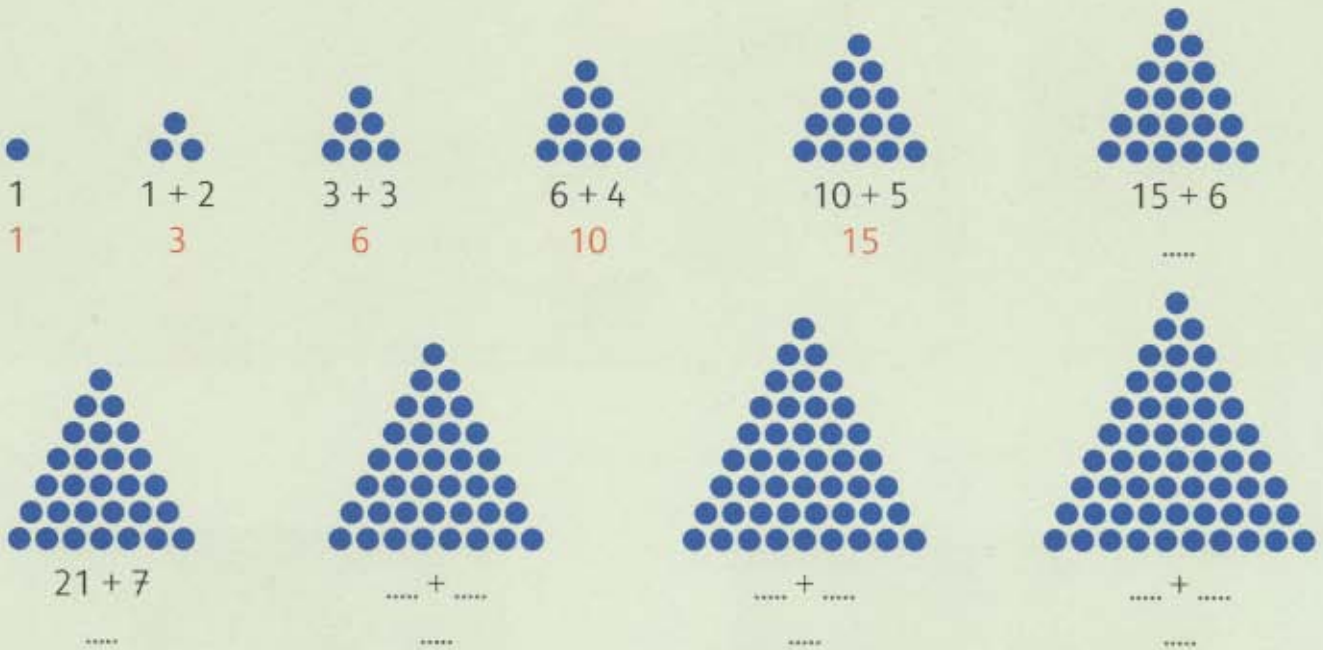 1 1 + 2 3 + 3 6 + 4 10 + 5 15 + 6
1 3 6 10 15 .....
21 + 7 ..... + ..... ..... + ..... ..... + .....
..... ..... ..... .....